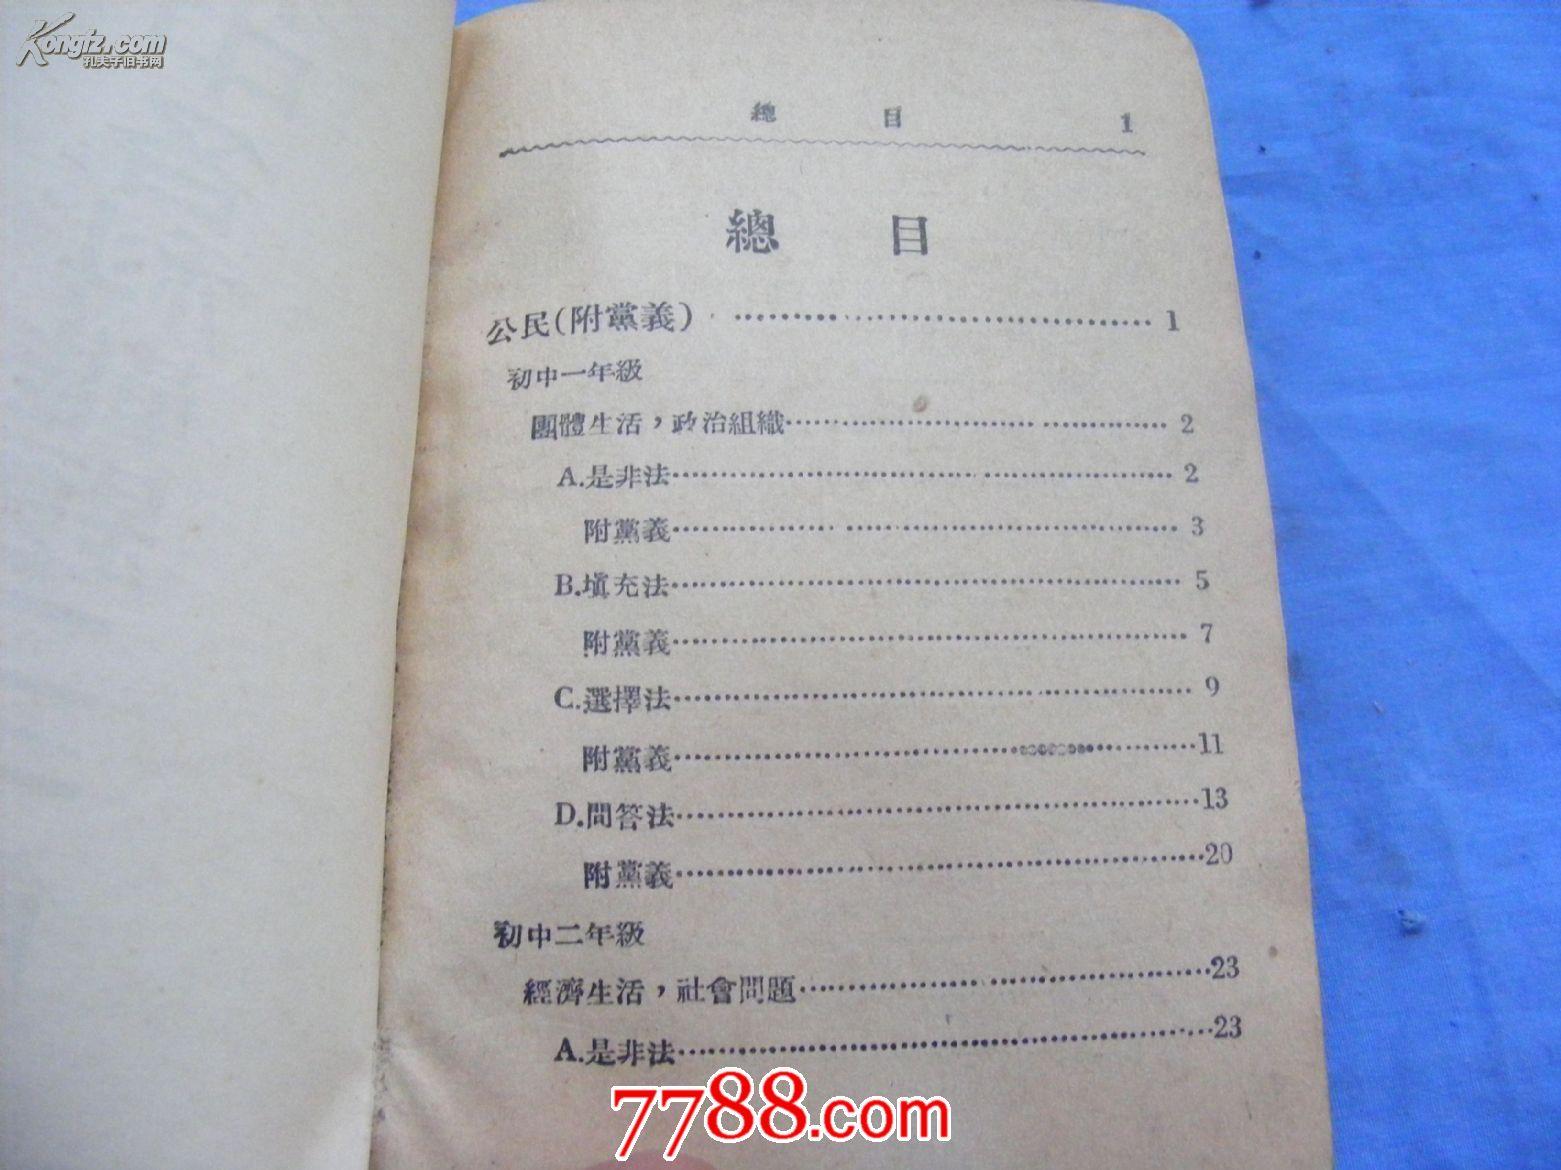 Kongfz.com
孔夫子旧书网
總 目 1
總 目
公民(附黨義)……………………1
初中一年級
團體生活，政治組織……………………2
A.是非法……………………2
附黨義……………………3
B.填充法……………………5
附黨義……………………7
C.選擇法……………………9
附黨義……………………11
D.問答法……………………13
附黨義……………………20
初中二年級
經濟生活，社會問題……………………23
A.是非法……………………23
7788.com